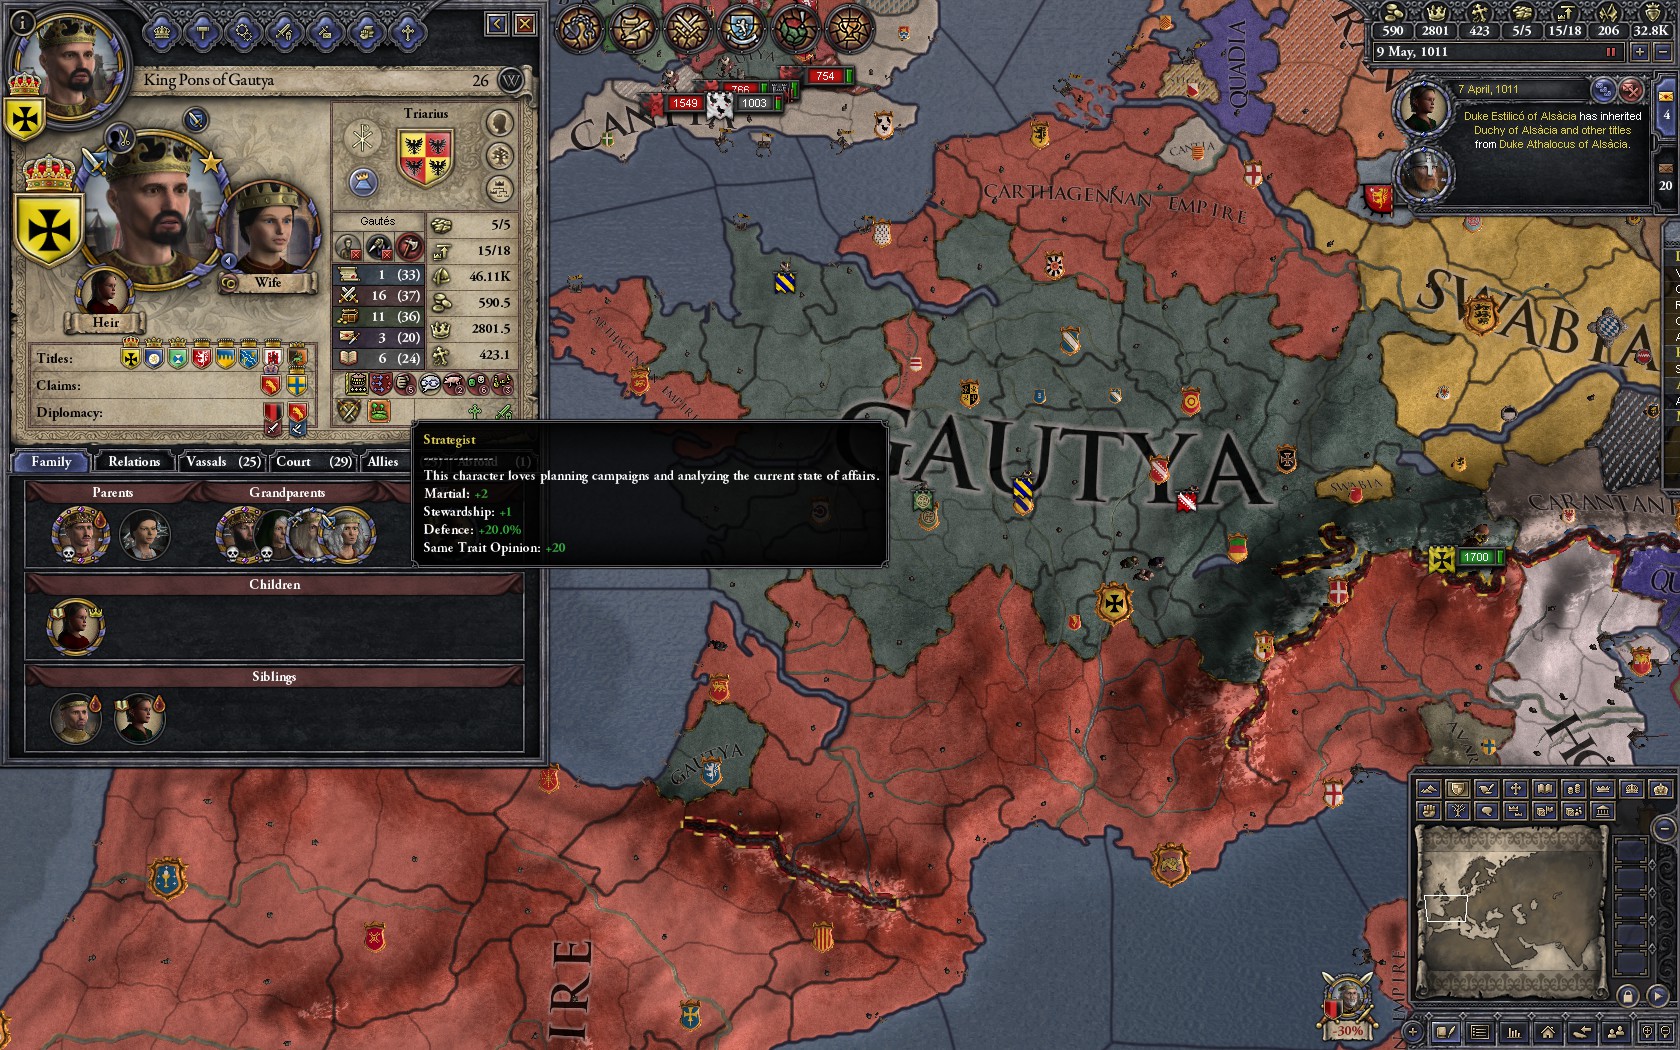 King Pons of Gautya
26
Triarius
Gautés
1 (33)
16 (37)
11 (36)
3 (20)
6 (24)
5/5
15/18
46.11K
590.5
2801.5
423.1
Wife
Heir
Titles:
Claims:
Diplomacy:
Family
Relations
Vassals (25)
Court (29)
Allies
(1)
Parents
Grandparents
Children
Siblings
Strategist
This character loves planning campaigns and analyzing the current state of affairs.
Martial: +2
Stewardship: +1
Defence: +20.0%
Same Trait Opinion: +20
590
2801
423
5/5
15/18
206
32.8K
9 May, 1011
7 April, 1011
Duke Estilicó of Alsàcia has inherited
Duchy of Alsàcia and other titles
from Duke Athalocus of Alsàcia.
4
20
754
766
1549
1003
1700
QUADIA
CANTIA
CARTHAGENNAN EMPIRE
SWABIA
GAUTYA
SWABIA
CARANTAN
GAUTYA
EMPIRE
-30%